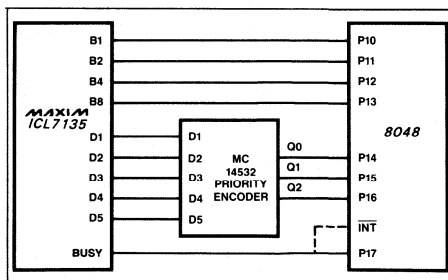 B1
B2
B4
B8
MAXIM
ICL7135
D1
D2
D3
D4
D5
BUSY
D1
D2
D3
D4
D5
MC
14532
PRIORITY
ENCODER
Q0
Q1
Q2
P10
P11
P12
P13
8048
P14
P15
P16
INT
P17